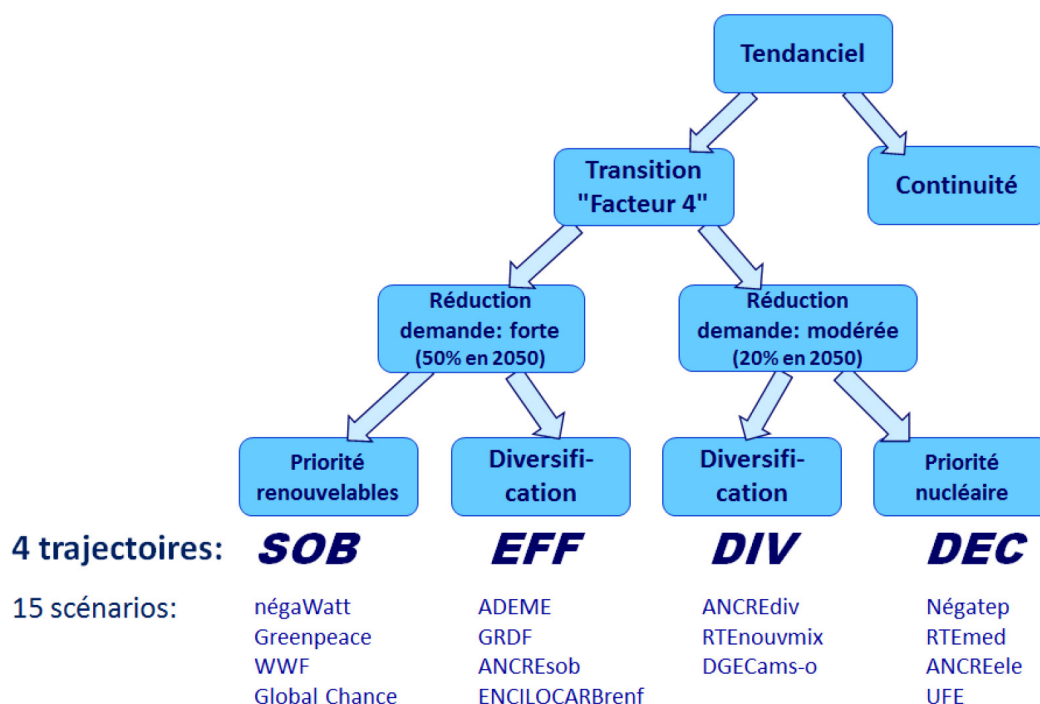 Tendanciel
Transition
"Facteur 4"
Continuité
Réduction
demande: forte
(50% en 2050)
Réduction
demande: modérée
(20% en 2050)
Priorité
renouvelables
Diversifi-
cation
Diversifi-
cation
Priorité
nucléaire
4 trajectoires: SOB EFF DIV DEC
15 scénarios:
négaWatt
Greenpeace
WWF
Global Chance
ADEME
GRDF
ANCREsob
ENCILOCARBrenf
ANCREdiv
RTEnouvmix
DGECams-o
Négatep
RTEmed
ANCREele
UFE